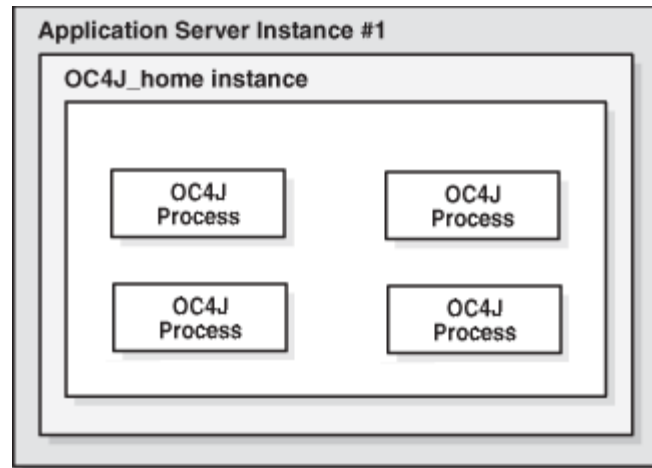 Application Server Instance #1
OC4J_home instance
OC4J
Process
OC4J
Process
OC4J
Process
OC4J
Process